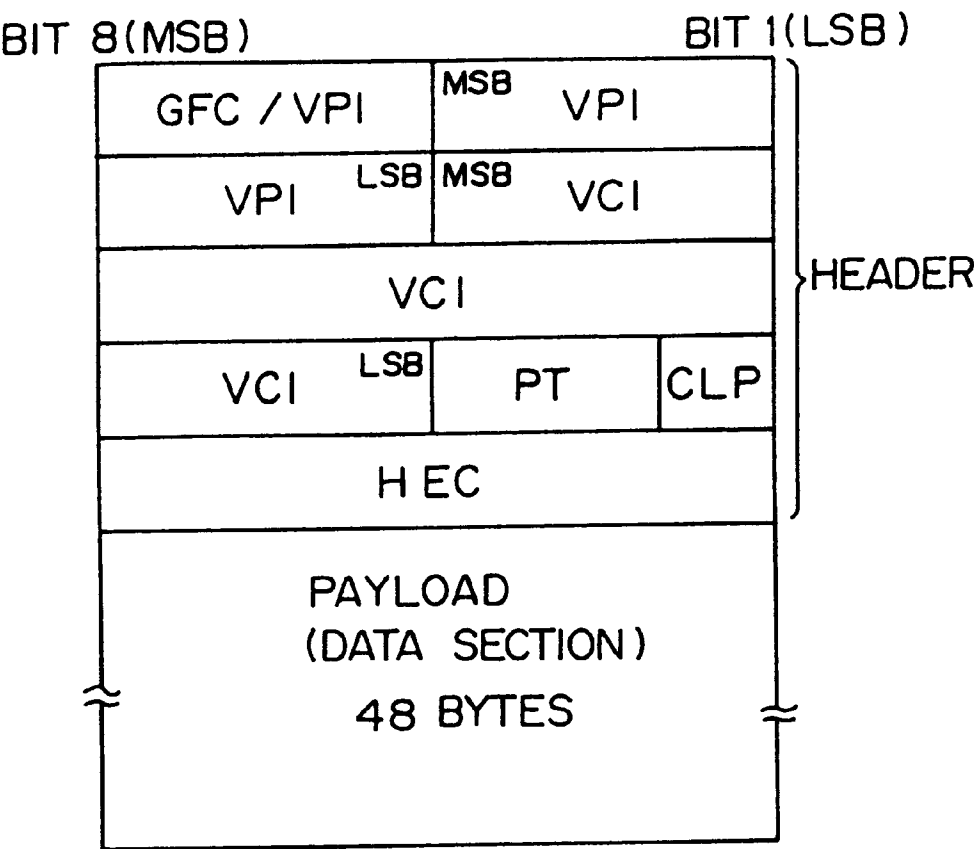 BIT 8(MSB) BIT 1(LSB)
GFC / VPI MSB VPI
VPI LSB MSB VCI
VCI
HEADER
VCI LSB PT CLP
HEC
PAYLOAD
(DATA SECTION)
48 BYTES